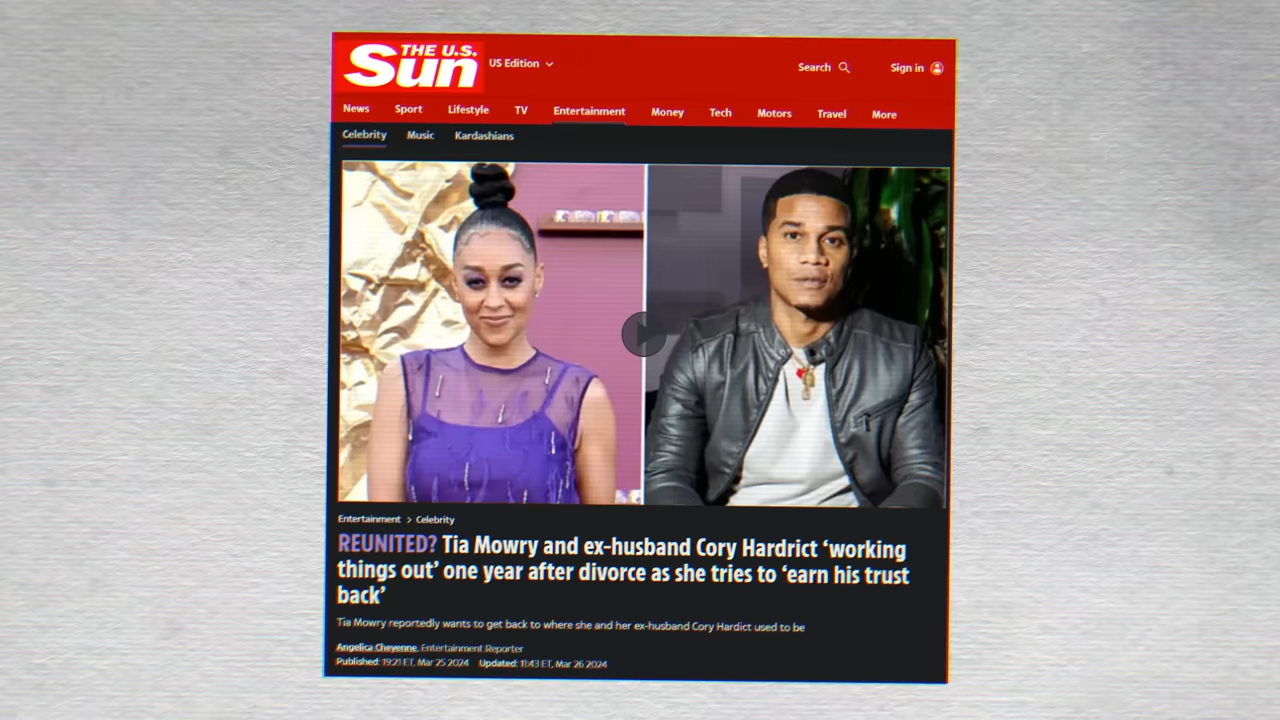 THE U.S.
Sun
US Edition
Search
Sign in
News Sport Lifestyle TV Entertainment Money Tech Motors Travel More
Celebrity Music Kardashians
Entertainment > Celebrity
REUNITED? Tia Mowry and ex-husband Cory Hardrict ‘working
things out’ one year after divorce as she tries to ‘earn his trust
back’
Tia Mowry reportedly wants to get back to where she and her ex-husband Cory Hardict used to be
Angelica Cheyenne, Entertainment Reporter
Published: 19:21 ET, Mar 25 2024 Updated: 11:43 ET, Mar 26 2024